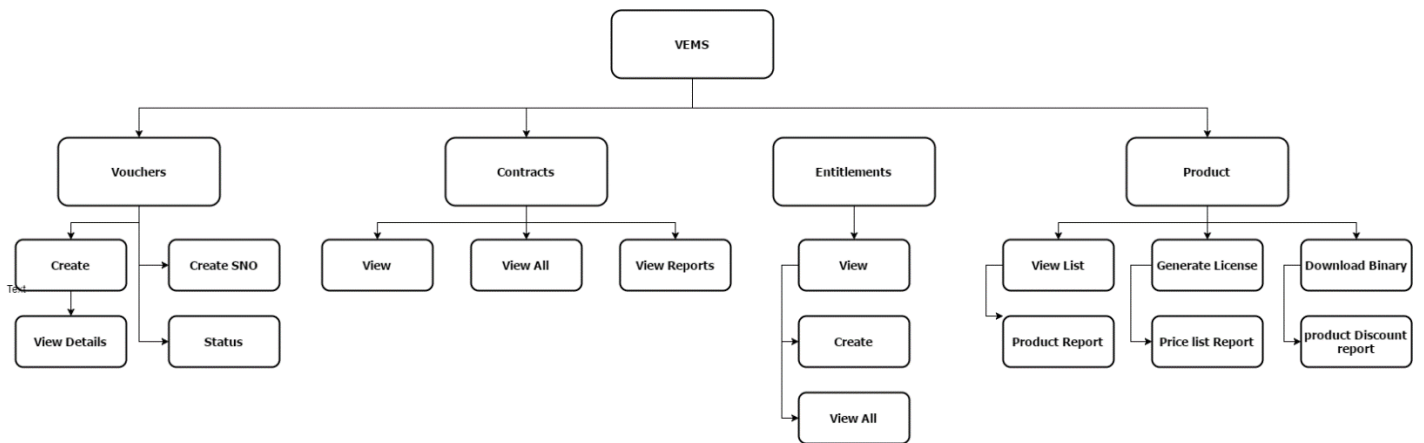 VEMS
Vouchers
Contracts
Entitlements
Product
Create
Create SNO
View
View All
View Reports
View
View List
Generate License
Download Binary
Text
View Details
Status
Create
Product Report
Price list Report
product Discount
report
View All